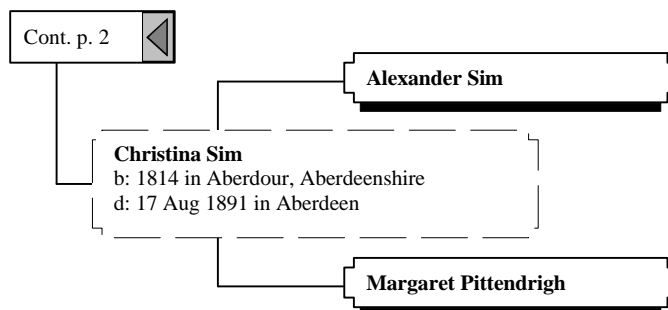 Cont. p. 2
Alexander Sim
Christina Sim
b: 1814 in Aberdour, Aberdeenshire
d: 17 Aug 1891 in Aberdeen
Margaret Pittendrigh